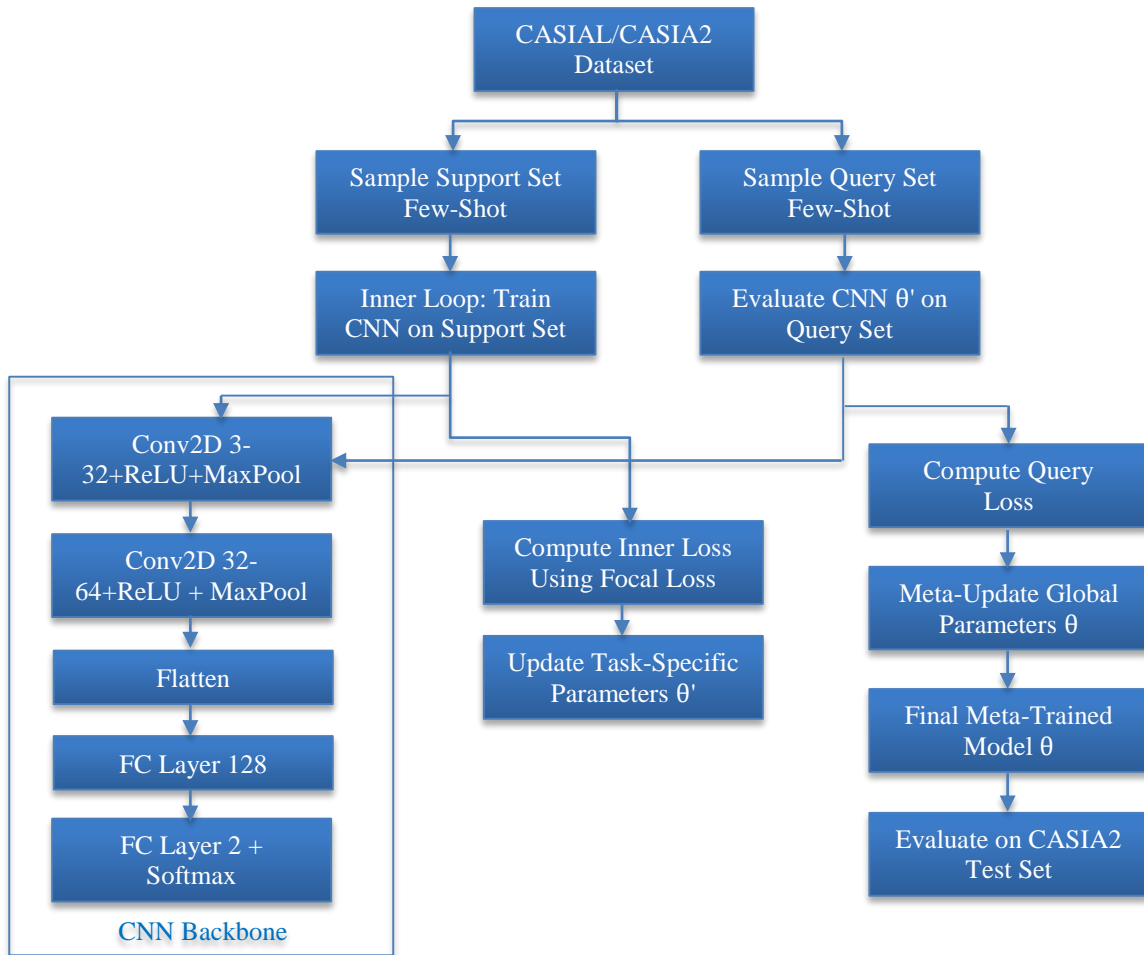 CASIAL/CASIA2
Dataset
Sample Support Set
Few-Shot
Sample Query Set
Few-Shot
Inner Loop: Train
CNN on Support Set
Evaluate CNN θ' on
Query Set
Conv2D 3-
32+ReLU+MaxPool
Conv2D 32-
64+ReLU + MaxPool
Flatten
FC Layer 128
FC Layer 2 +
Softmax
CNN Backbone
Compute Inner Loss
Using Focal Loss
Update Task-Specific
Parameters θ'
Compute Query
Loss
Meta-Update Global
Parameters θ
Final Meta-Trained
Model θ
Evaluate on CASIA2
Test Set